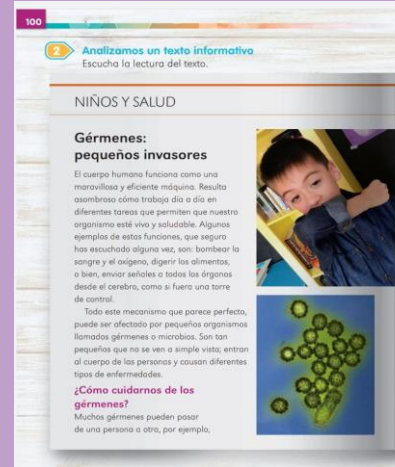 100
2 Analizamos un texto informativo
Escucha la lectura del texto.
NIÑOS Y SALUD
Gérmenes:
pequeños invasores
El cuerpo humano funciona como una
maravillosa y eficiente máquina. Resulta
asombroso cómo trabaja día a día en
diferentes tareas que permiten que nuestro
organismo esté vivo y saludable. Algunos
ejemplos de estas funciones, que seguro
has escuchado alguna vez, son: bombear la
sangre y el oxígeno, digerir los alimentos,
o bien, enviar señales a todos los órganos
desde el cerebro, como si fuera una torre
de control.
Todo este mecanismo que parece perfecto,
puede ser afectado por pequeños organismos
llamados gérmenes o microbios. Son tan
pequeños que no se ven a simple vista; entran
al cuerpo de las personas y causan diferentes
tipos de enfermedades.
¿Cómo cuidarnos de los
gérmenes?
Muchos gérmenes pueden pasar
de una persona a otra, por ejemplo,